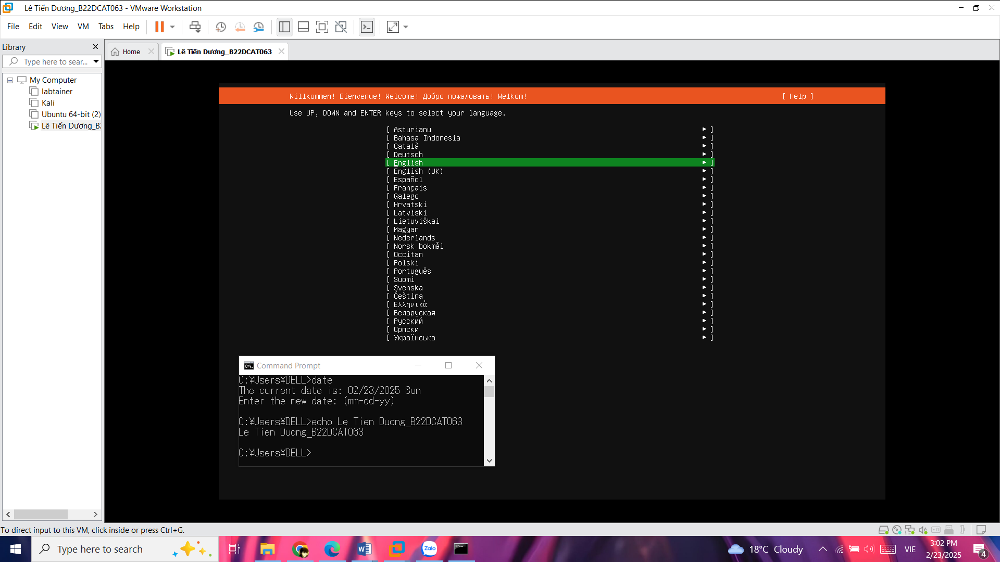 Lê Tiến Dương_B22DCAT063 - VMware Workstation
File Edit View VM Tabs Help
Library
Home
Lê Tiến Dương_B22DCAT063
Type here to sear...
My Computer
labtainer
Kali
Ubuntu 64-bit (2)
Lê Tiến Dương_B2
Willkommen! Bienvenue! Welcome! Добро пожаловать! Welkom! [ Help ]
Use UP, DOWN and ENTER keys to select your language.
[ Asturianu ▸ ]
[ Bahasa Indonesia ▸ ]
[ Català ▸ ]
[ Deutsch ▸ ]
[ English ▸ ]
[ English (UK) ▸ ]
[ Español ▸ ]
[ Français ▸ ]
[ Galego ▸ ]
[ Hrvatski ▸ ]
[ Latviski ▸ ]
[ Lietuviškai ▸ ]
[ Magyar ▸ ]
[ Nederlands ▸ ]
[ Norsk bokmål ▸ ]
[ Occitan ▸ ]
[ Polski ▸ ]
[ Português ▸ ]
[ Suomi ▸ ]
[ Svenska ▸ ]
[ Čeština ▸ ]
[ Ελληνικά ▸ ]
[ Беларуская ▸ ]
[ Русский ▸ ]
[ Српски ▸ ]
[ Українська ▸ ]
Command Prompt
C:¥Users¥DELL>date
The current date is: 02/23/2025 Sun
Enter the new date: (mm-dd-yy)
C:¥Users¥DELL>echo Le Tien Duong_B22DCAT063
Le Tien Duong_B22DCAT063
C:¥Users¥DELL>
To direct input to this VM, click inside or press Ctrl+G.
Type here to search
Zalo
18°C Cloudy
VIE
3:02 PM
2/23/2025
4